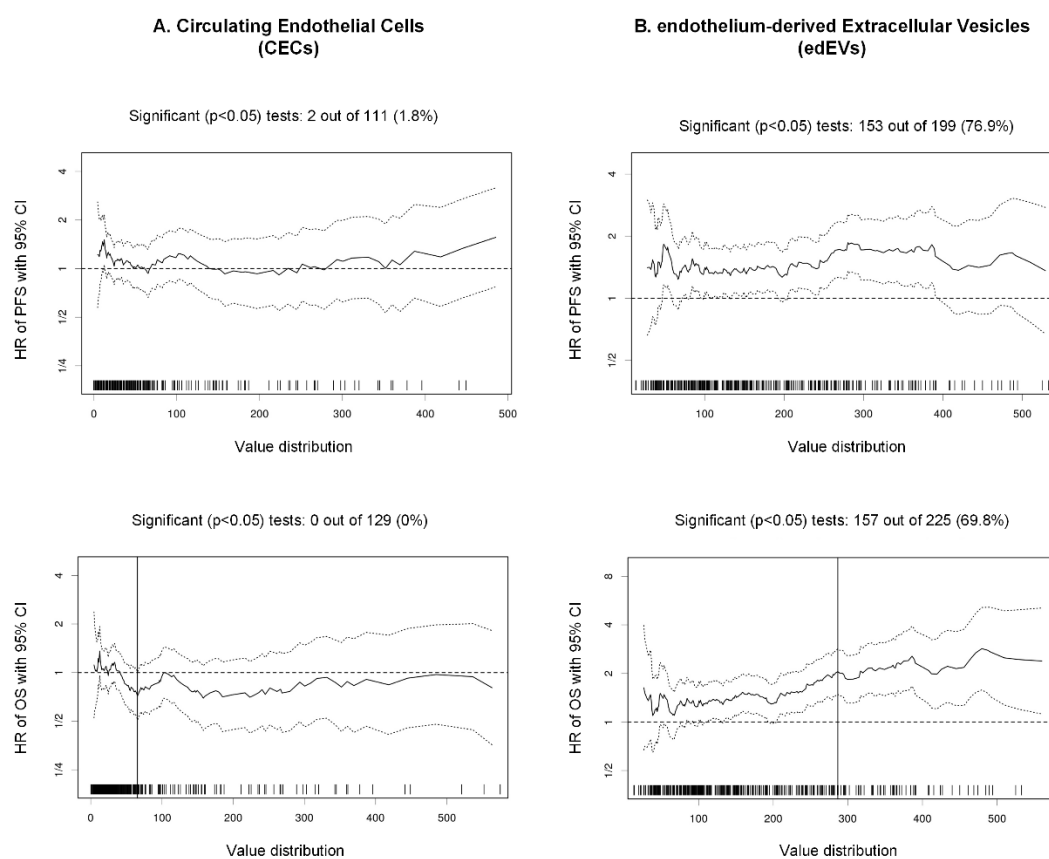 A. Circulating Endothelial Cells
(CECs)
B. endothelium-derived Extracellular Vesicles
(edEVs)
Significant (p<0.05) tests: 2 out of 111 (1.8%)
HR of PFS with 95% CI
4
2
1
1/2
1/4
0 100 200 300 400 500
Value distribution
Significant (p<0.05) tests: 153 out of 199 (76.9%)
HR of PFS with 95% CI
4
2
1
1/2
100 200 300 400 500
Value distribution
Significant (p<0.05) tests: 0 out of 129 (0%)
HR of OS with 95% CI
4
2
1
1/2
1/4
0 100 200 300 400 500
Value distribution
Significant (p<0.05) tests: 157 out of 225 (69.8%)
HR of OS with 95% CI
8
4
2
1
1/2
100 200 300 400 500
Value distribution